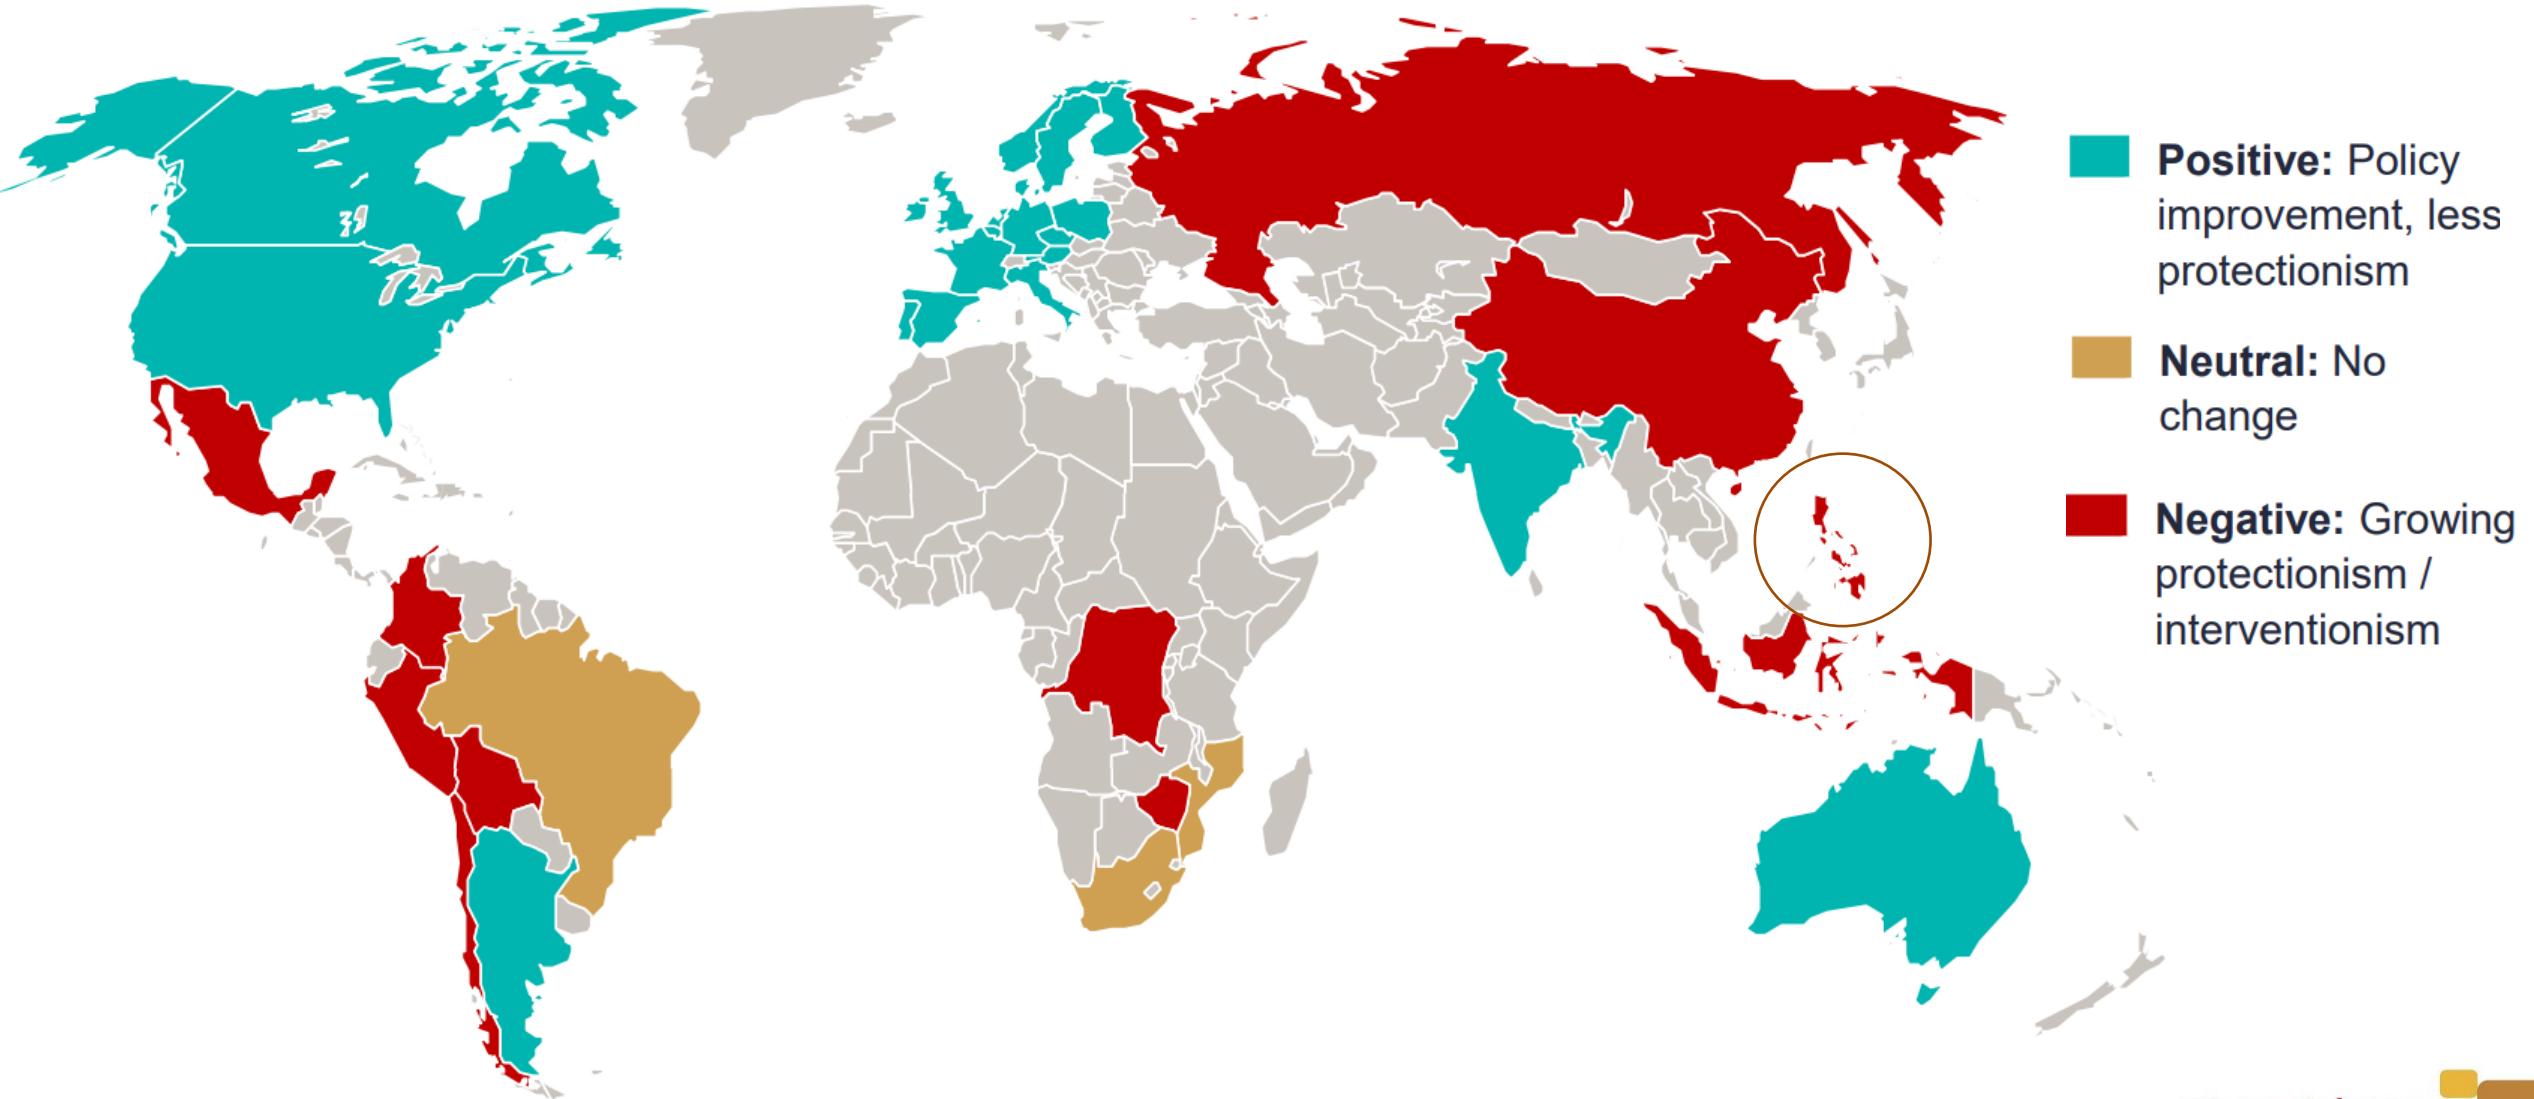 Positive: Policy
improvement, less
protectionism
Neutral: No
change
Negative: Growing
protectionism /
interventionism